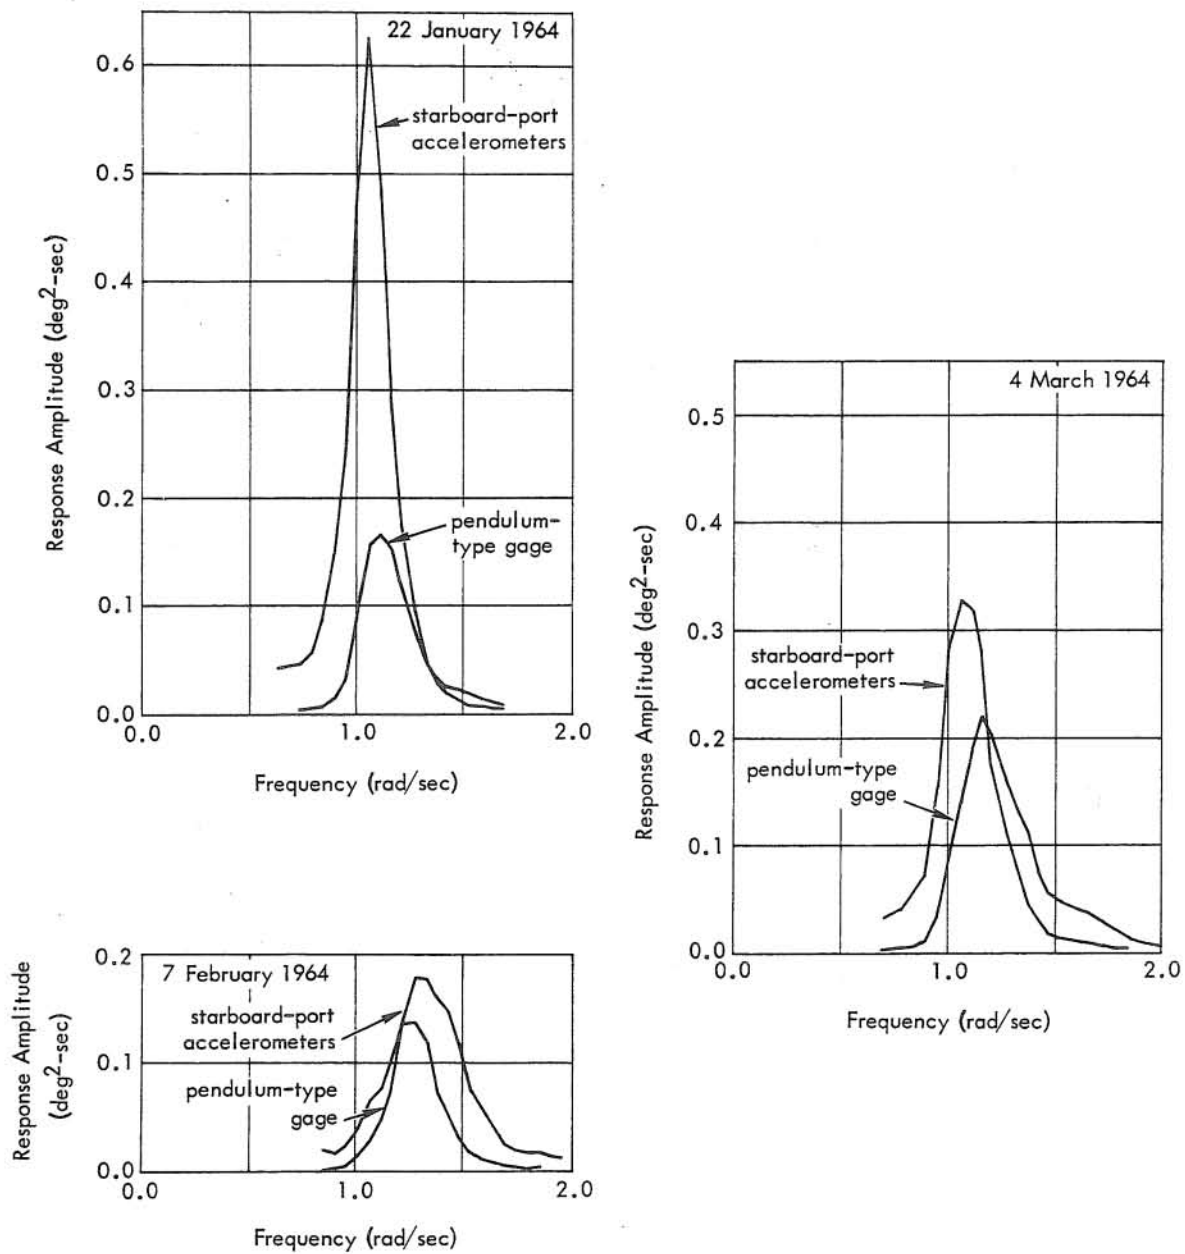 22 January 1964
0.6
0.5
0.4
0.3
0.2
0.1
0.0
starboard-port
accelerometers
pendulum-
type gage
Response Amplitude (deg²-sec)
0.0
1.0
2.0
Frequency (rad/sec)
4 March 1964
0.5
0.4
0.3
0.2
0.1
0.0
starboard-port
accelerometers
pendulum-type
gage
Response Amplitude (deg²-sec)
0.0
1.0
2.0
Frequency (rad/sec)
7 February 1964
0.2
0.1
0.0
starboard-port
accelerometers
pendulum-type
gage
Response Amplitude
(deg²-sec)
0.0
1.0
2.0
Frequency (rad/sec)